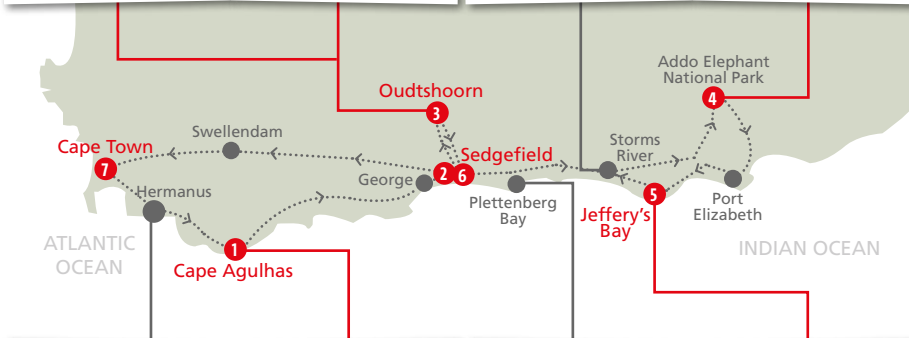 Addo Elephant
National Park
4
Oudtshoorn
3
Swellendam
Storms
River
Cape Town
7
Sedgefield
2
6
George
Hermanus
Plettenberg
Bay
Jeffery's
Bay
5
Port
Elizabeth
ATLANTIC
OCEAN
1
Cape Agulhas
INDIAN OCEAN